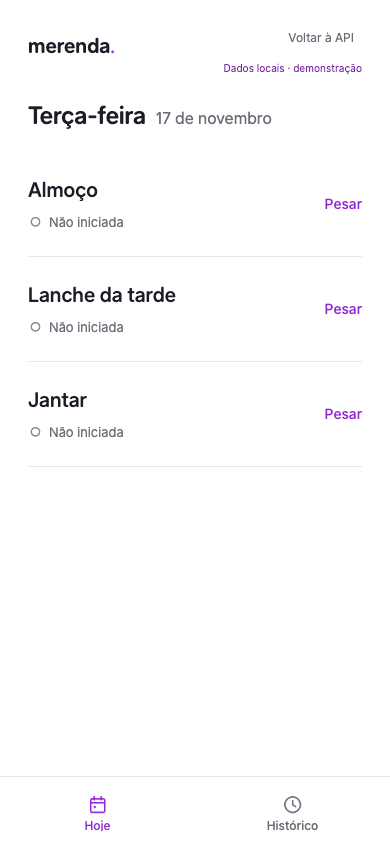 merenda.
Voltar à API
Dados locais · demonstração
Terça-feira 17 de novembro
Almoço
Não iniciada
Pesar
Lanche da tarde
Não iniciada
Pesar
Jantar
Não iniciada
Pesar
Hoje
Histórico